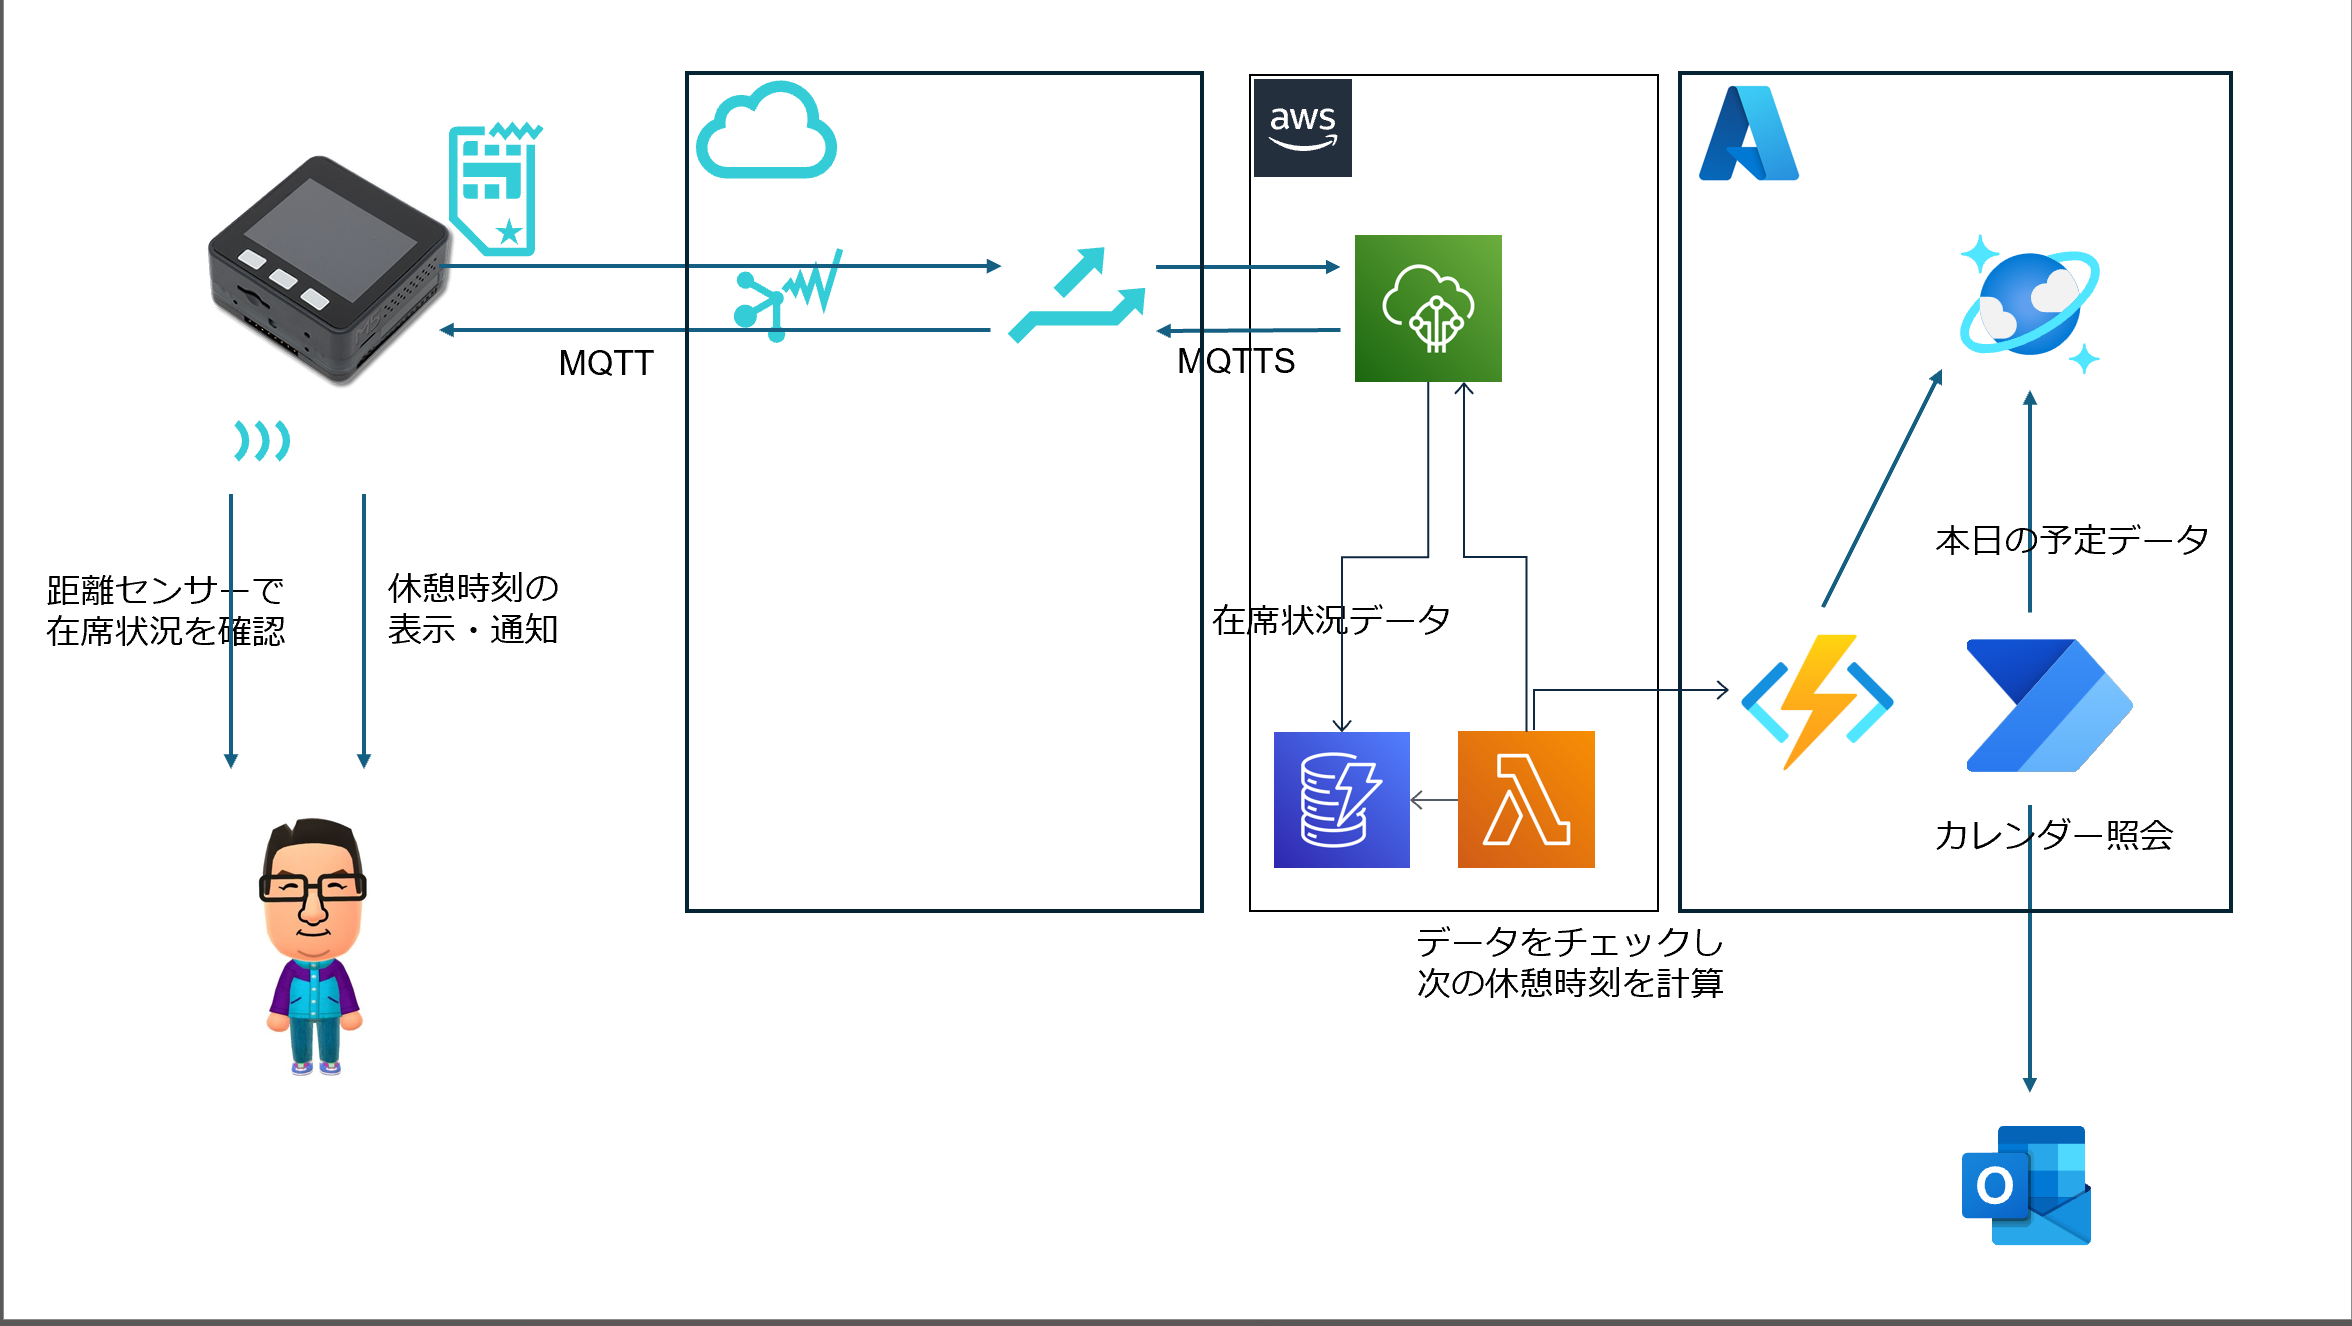 aws
MQTT
MQTTS
距離センサーで
在席状況を確認
休憩時刻の
表示・通知
在席状況データ
本日の予定データ
カレンダー照会
データをチェックし
次の休憩時刻を計算
O